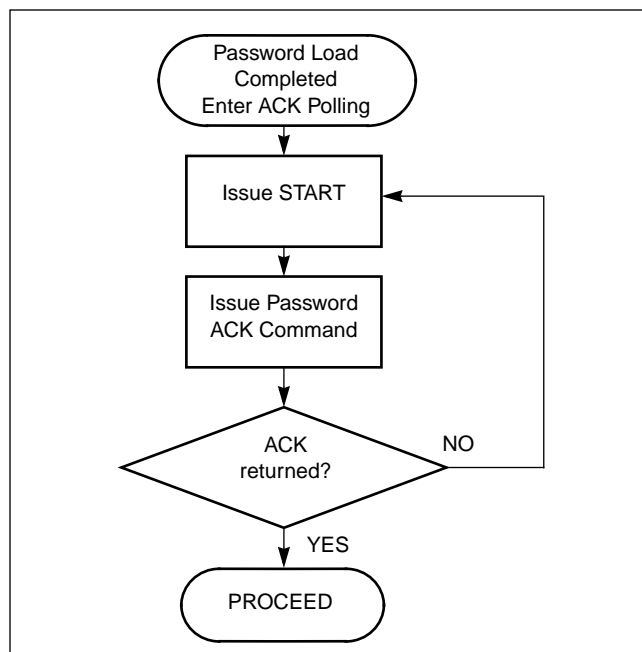 Password Load
Completed
Enter ACK Polling
Issue START
Issue Password
ACK Command
ACK
returned?
NO
YES
PROCEED